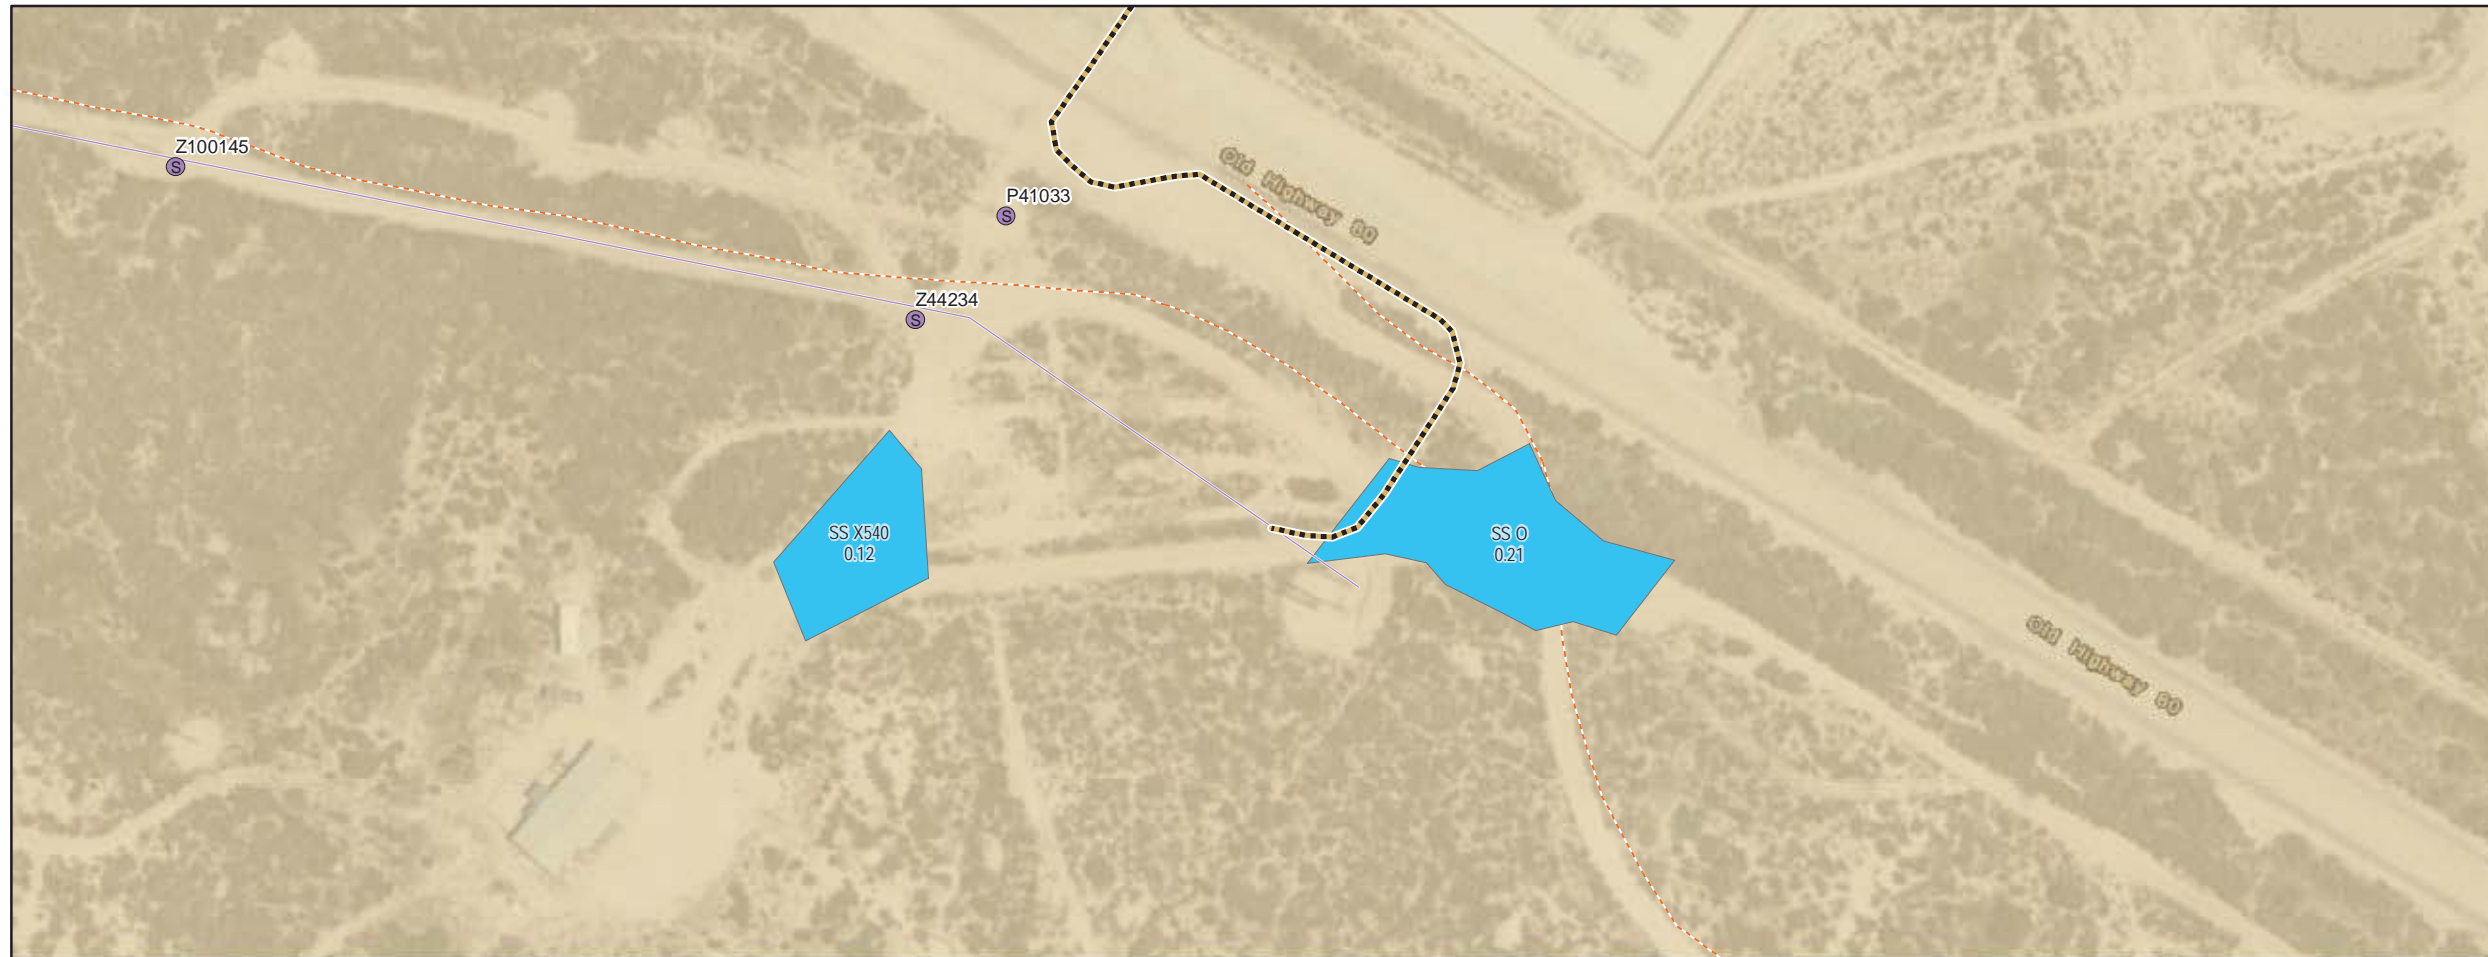 Z100145
S
P41033
S
Old Highway 80
Z44234
S
SS X540
0.12
SS O
0.21
Old Highway 80